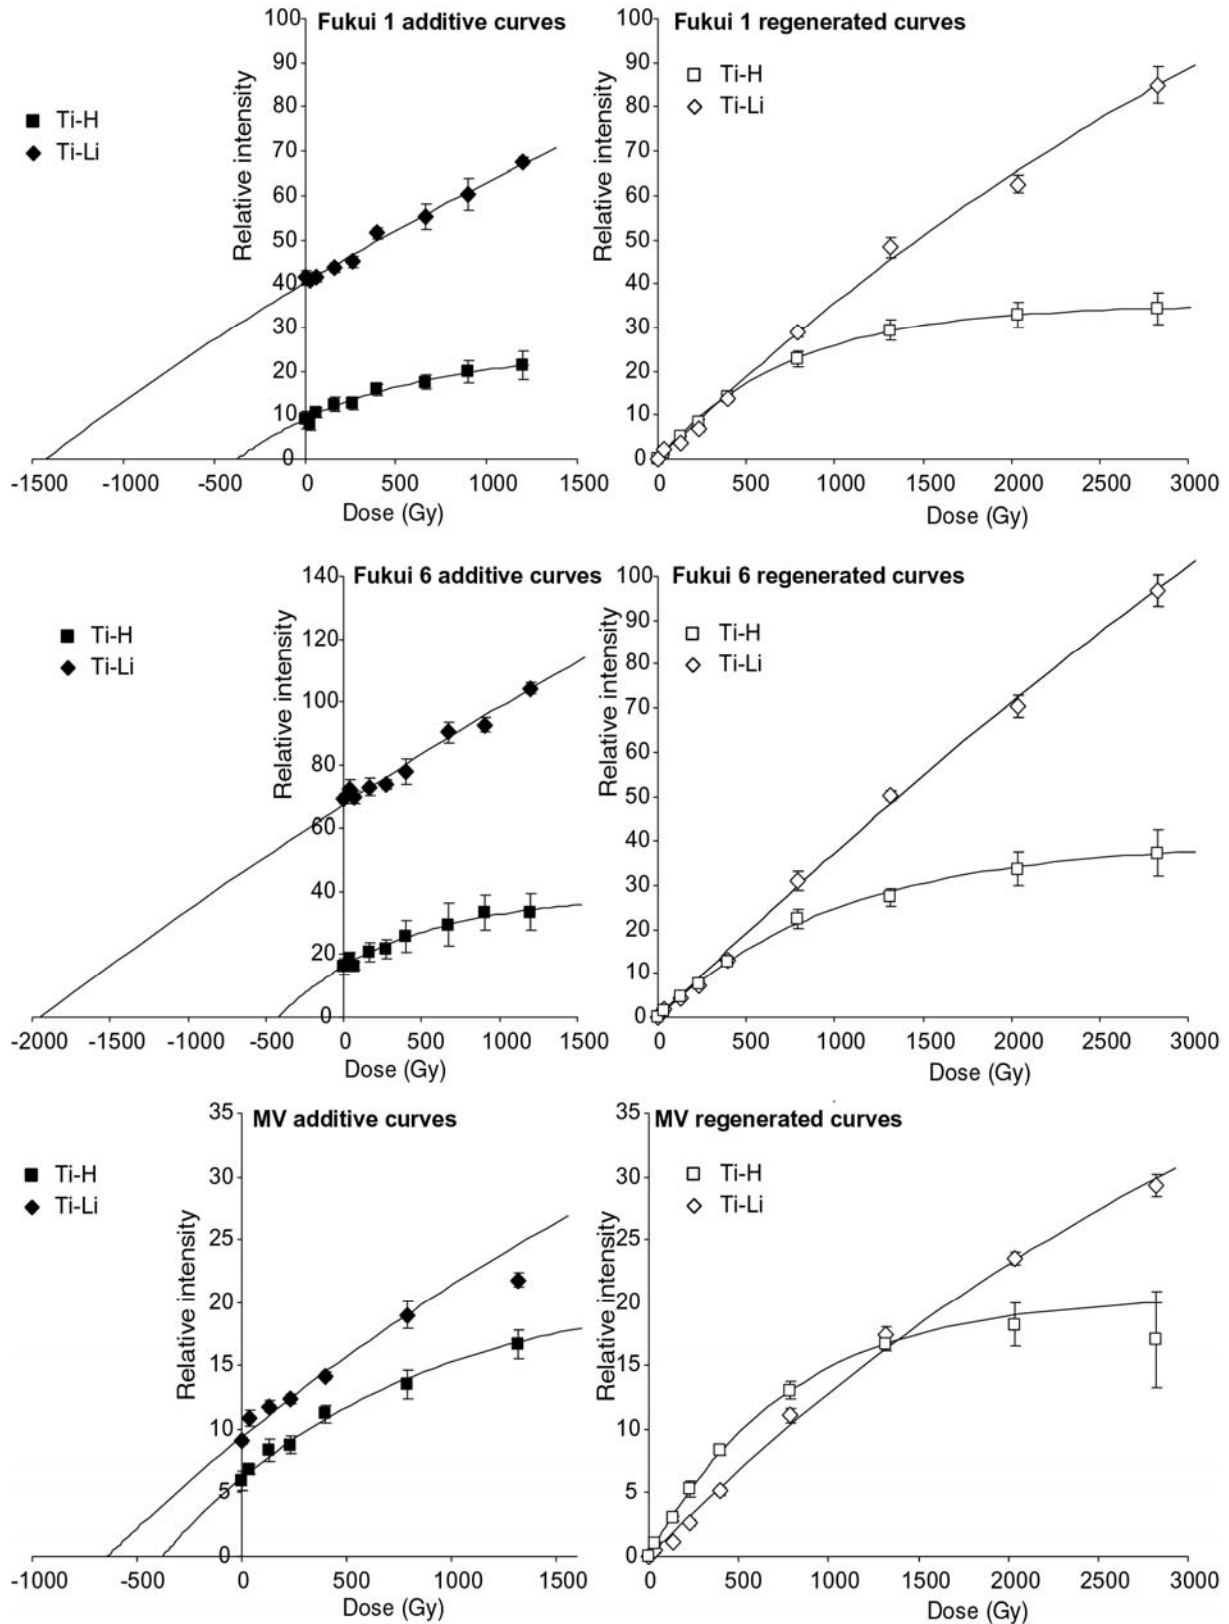 Fukui 1 additive curves
Ti-H
Ti-Li
Relative intensity
100
90
80
70
60
50
40
30
20
10
0
-1500 -1000 -500 0 500 1000 1500
Dose (Gy)
Fukui 1 regenerated curves
Ti-H
Ti-Li
Relative intensity
100
90
80
70
60
50
40
30
20
10
0
0 500 1000 1500 2000 2500 3000
Dose (Gy)
Fukui 6 additive curves
Ti-H
Ti-Li
Relative intensity
140
120
100
80
60
40
20
0
-2000 -1500 -1000 -500 0 500 1000 1500
Dose (Gy)
Fukui 6 regenerated curves
Ti-H
Ti-Li
Relative intensity
100
90
80
70
60
50
40
30
20
10
0
0 500 1000 1500 2000 2500 3000
Dose (Gy)
MV additive curves
Ti-H
Ti-Li
Relative intensity
35
30
25
20
15
10
5
0
-1000 -500 0 500 1000 1500
Dose (Gy)
MV regenerated curves
Ti-H
Ti-Li
Relative intensity
35
30
25
20
15
10
5
0
0 500 1000 1500 2000 2500 3000
Dose (Gy)